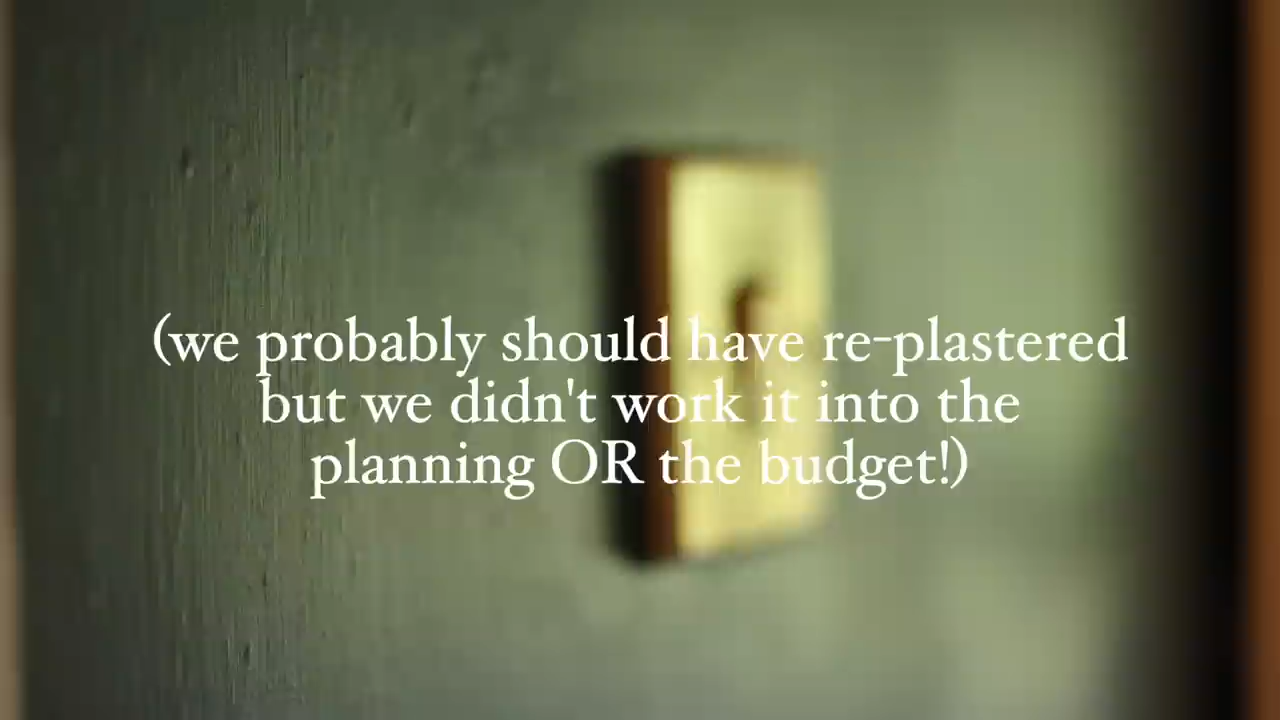 (we probably should have re-plastered
but we didn't work it into the
planning OR the budget!)